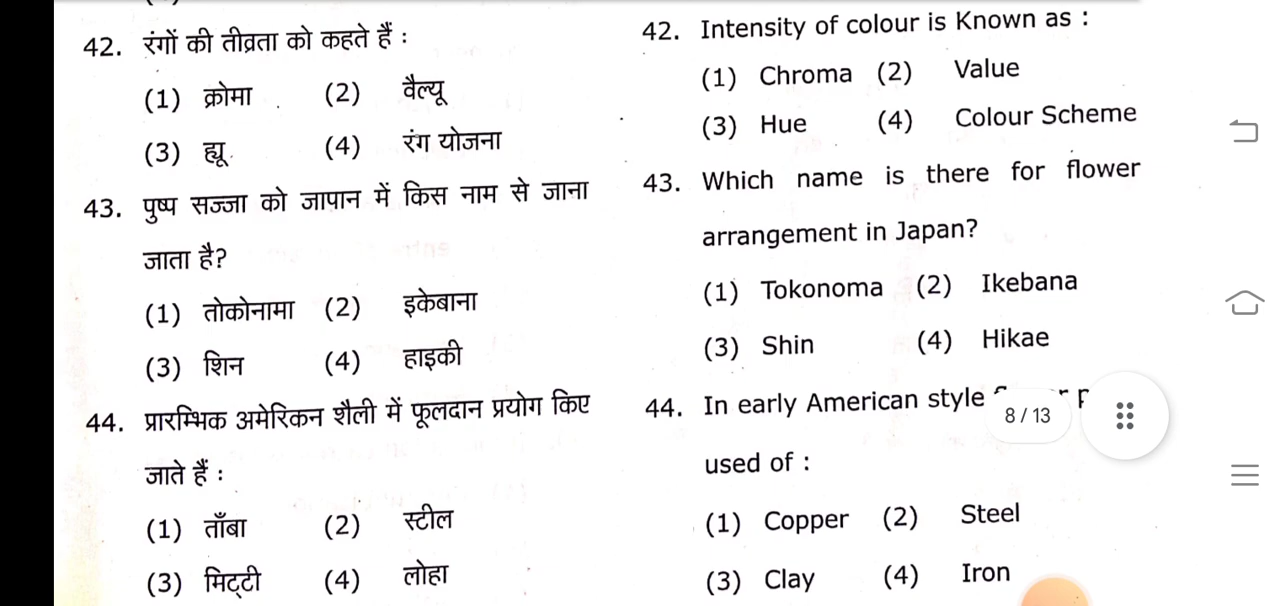 42. रंगों की तीव्रता को कहते हैं :
(1) क्रोमा (2) वैल्यू
(3) ह्यू (4) रंग योजना
43. पुष्प सज्जा को जापान में किस नाम से जाना
जाता है?
(1) तोकोनामा (2) इकेबाना
(3) शिन (4) हाइकी
44. प्रारम्भिक अमेरिकन शैली में फूलदान प्रयोग किए
जाते हैं :
(1) ताँबा (2) स्टील
(3) मिट्टी (4) लोहा
42. Intensity of colour is Known as :
(1) Chroma (2) Value
(3) Hue (4) Colour Scheme
43. Which name is there for flower
arrangement in Japan?
(1) Tokonoma (2) Ikebana
(3) Shin (4) Hikae
44. In early American style
used of :
(1) Copper (2) Steel
(3) Clay (4) Iron
8/13